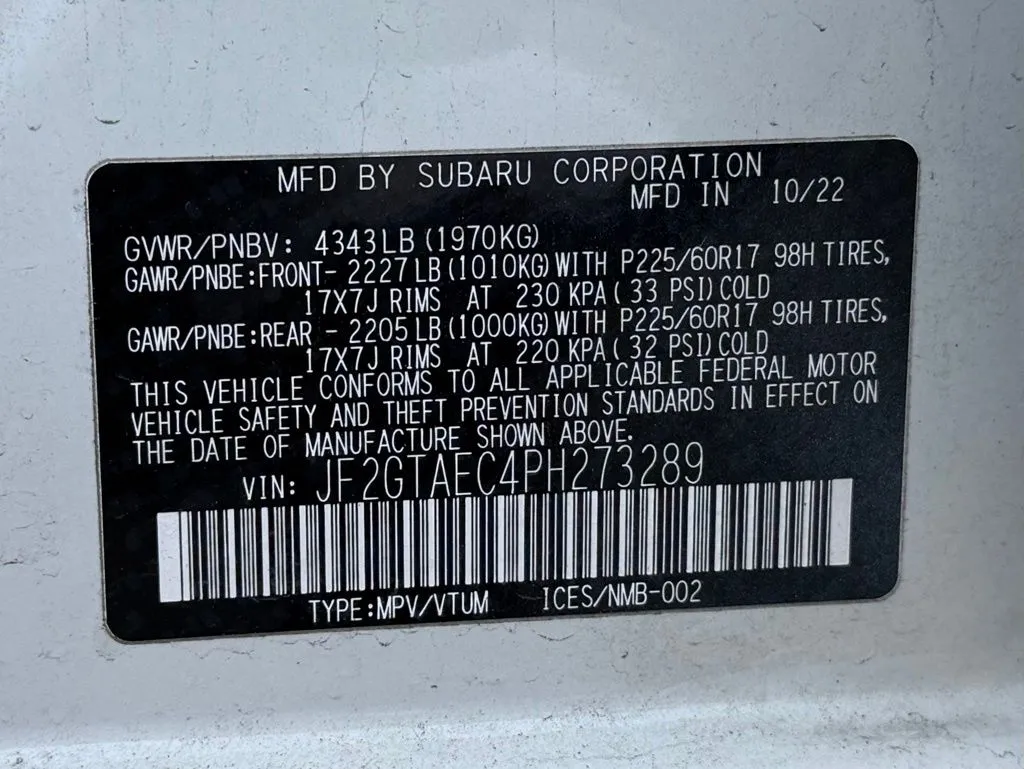 MFD BY SUBARU CORPORATION
MFD IN 10/22
GVWR/PNBV: 4343LB(1970KG)
GAWR/PNBE:FRONT- 2227LB(1010KG)WITH P225/60R17 98H TIRES,
17X7J RIMS AT 230 KPA( 33 PSI)COLD
GAWR/PNBE:REAR - 2205LB(1000KG)WITH P225/60R17 98H TIRES,
17X7J RIMS AT 220 KPA( 32 PSI)COLD
THIS VEHICLE CONFORMS TO ALL APPLICABLE FEDERAL MOTOR
VEHICLE SAFETY AND THEFT PREVENTION STANDARDS IN EFFECT ON
THE DATE OF MANUFACTURE SHOWN ABOVE.
VIN: JF2GTAEC4PH273289
TYPE:MPV/VTUM ICES/NMB-002